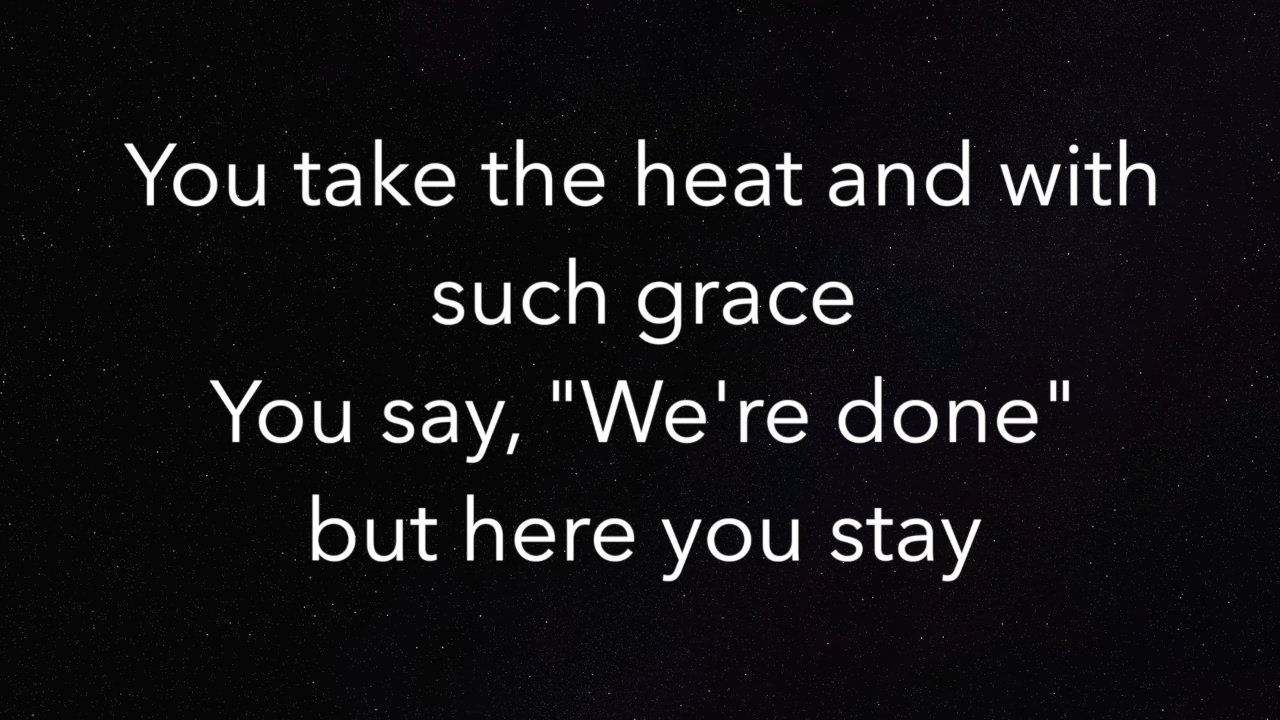 You take the heat and with
such grace
You say, "We're done"
but here you stay